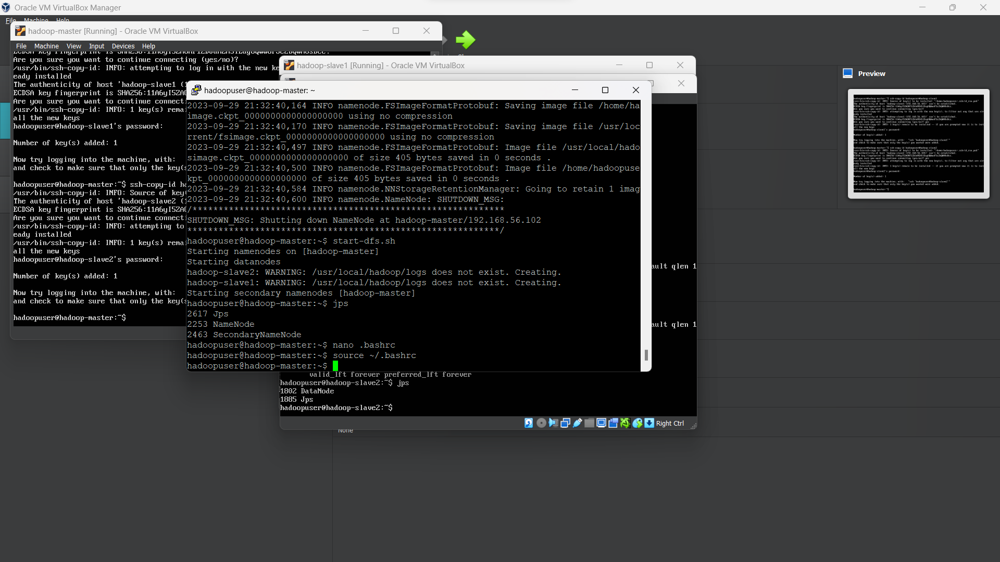 Oracle VM VirtualBox Manager
File Machine Help
hadoop-master [Running] - Oracle VM VirtualBox
File Machine View Input Devices Help
Are you sure you want to continue connecting (yes/no)?
/usr/bin/ssh-copy-id: INFO: attempting to log in with the new ke
eady installed
The authenticity of host 'hadoop-slave1 (1
ECDSA key fingerprint is SHA256:11A6yI5ZA
Are you sure you want to continue connect
/usr/bin/ssh-copy-id: INFO: 1 key(s) rema
all the new keys
hadoopuser@hadoop-slave1's password:
Number of key(s) added: 1
Now try logging into the machine, with:
and check to make sure that only the key(s
hadoopuser@hadoop-master:~$ ssh-copy-id ha
/usr/bin/ssh-copy-id: INFO: Source of key
The authenticity of host 'hadoop-slave2 (1
ECDSA key fingerprint is SHA256:11A6yI5ZA
Are you sure you want to continue connect
/usr/bin/ssh-copy-id: INFO: attempting to
eady installed
/usr/bin/ssh-copy-id: INFO: 1 key(s) rema
all the new keys
hadoopuser@hadoop-slave2's password:
Number of key(s) added: 1
Now try logging into the machine, with:
and check to make sure that only the key(s
hadoopuser@hadoop-master:~$
hadoop-slave1 [Running] - Oracle VM VirtualBox
hadoopuser@hadoop-master: ~
2023-09-29 21:32:40,164 INFO namenode.FSImageFormatProtobuf: Saving image file /home/ha
image.ckpt_0000000000000000000 using no compression
2023-09-29 21:32:40,170 INFO namenode.FSImageFormatProtobuf: Saving image file /usr/loc
rrent/fsimage.ckpt_0000000000000000000 using no compression
2023-09-29 21:32:40,497 INFO namenode.FSImageFormatProtobuf: Image file /usr/local/hado
simage.ckpt_0000000000000000000 of size 405 bytes saved in 0 seconds .
2023-09-29 21:32:40,500 INFO namenode.FSImageFormatProtobuf: Image file /home/hadoopuse
kpt_0000000000000000000 of size 405 bytes saved in 0 seconds .
2023-09-29 21:32:40,584 INFO namenode.NNStorageRetentionManager: Going to retain 1 imag
2023-09-29 21:32:40,600 INFO namenode.NameNode: SHUTDOWN_MSG:
/************************************************************
SHUTDOWN_MSG: Shutting down NameNode at hadoop-master/192.168.56.102
************************************************************/
hadoopuser@hadoop-master:~$ start-dfs.sh
Starting namenodes on [hadoop-master]
Starting datanodes
hadoop-slave2: WARNING: /usr/local/hadoop/logs does not exist. Creating.
hadoop-slave1: WARNING: /usr/local/hadoop/logs does not exist. Creating.
Starting secondary namenodes [hadoop-master]
hadoopuser@hadoop-master:~$ jps
2617 Jps
2253 NameNode
2463 SecondaryNameNode
hadoopuser@hadoop-master:~$ nano .bashrc
hadoopuser@hadoop-master:~$ source ~/.bashrc
hadoopuser@hadoop-master:~$
ault qlen 1
ault qlen 1
valid_lft forever preferred_lft forever
hadoopuser@hadoop-slave2:~$ jps
1802 DataNode
1885 Jps
hadoopuser@hadoop-slave2:~$
Right Ctrl
None
Preview